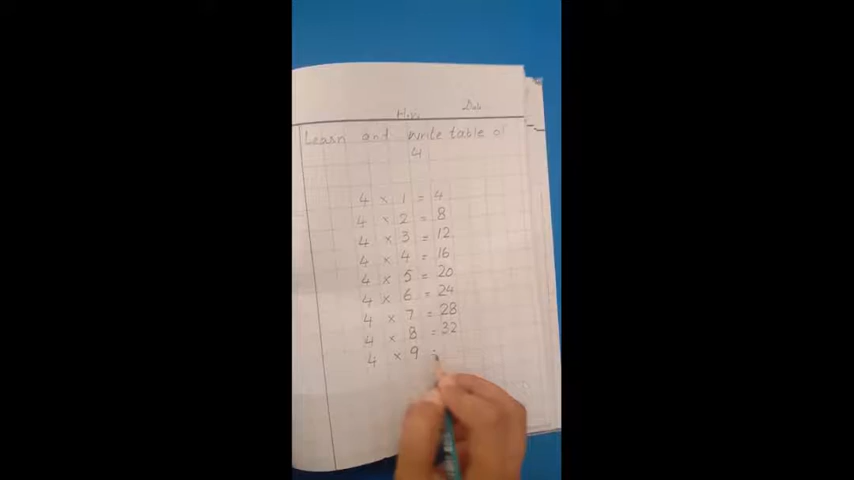 Learn and Write table of
4
4 × 1 = 4
4 × 2 = 8
4 × 3 = 12
4 × 4 = 16
4 × 5 = 20
4 × 6 = 24
4 × 7 = 28
4 × 8 = 32
4 × 9 =